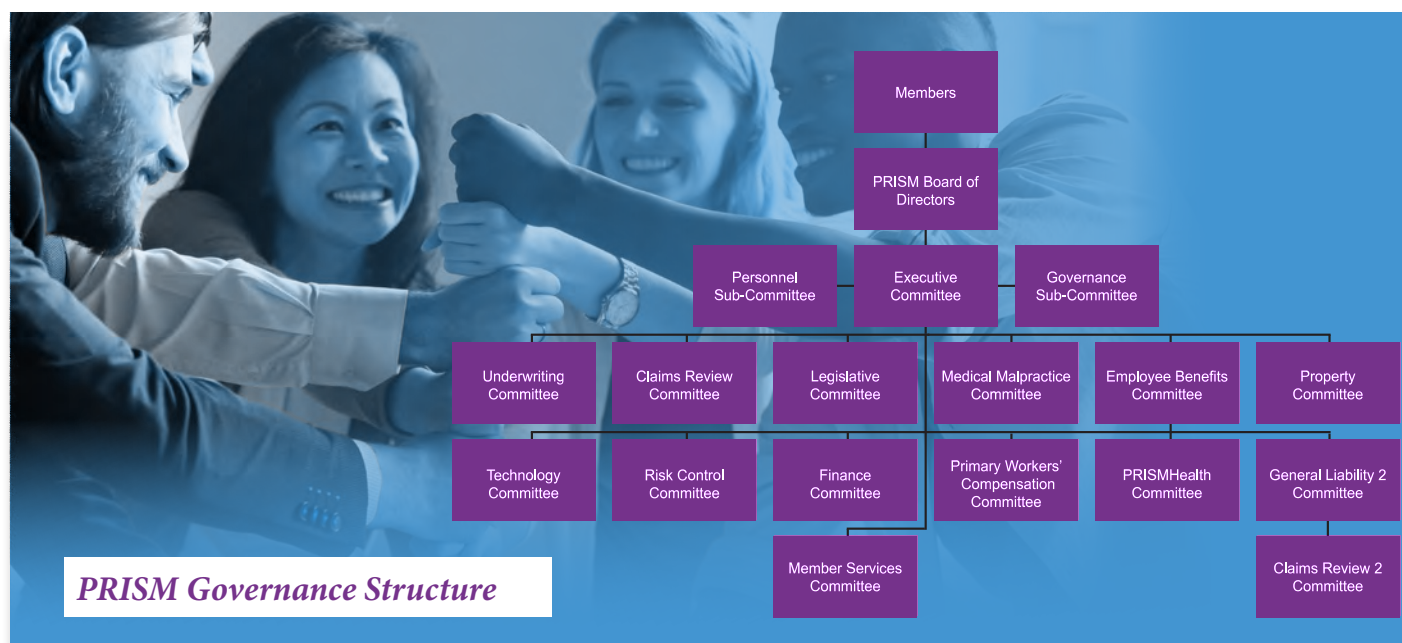 Members
PRISM Board of
Directors
Personnel
Sub-Committee
Executive
Committee
Governance
Sub-Committee
Underwriting
Committee
Claims Review
Committee
Legislative
Committee
Medical Malpractice
Committee
Employee Benefits
Committee
Property
Committee
Technology
Committee
Risk Control
Committee
Finance
Committee
Primary Workers’
Compensation
Committee
PRISMHealth
Committee
General Liability 2
Committee
Member Services
Committee
Claims Review 2
Committee
PRISM Governance Structure